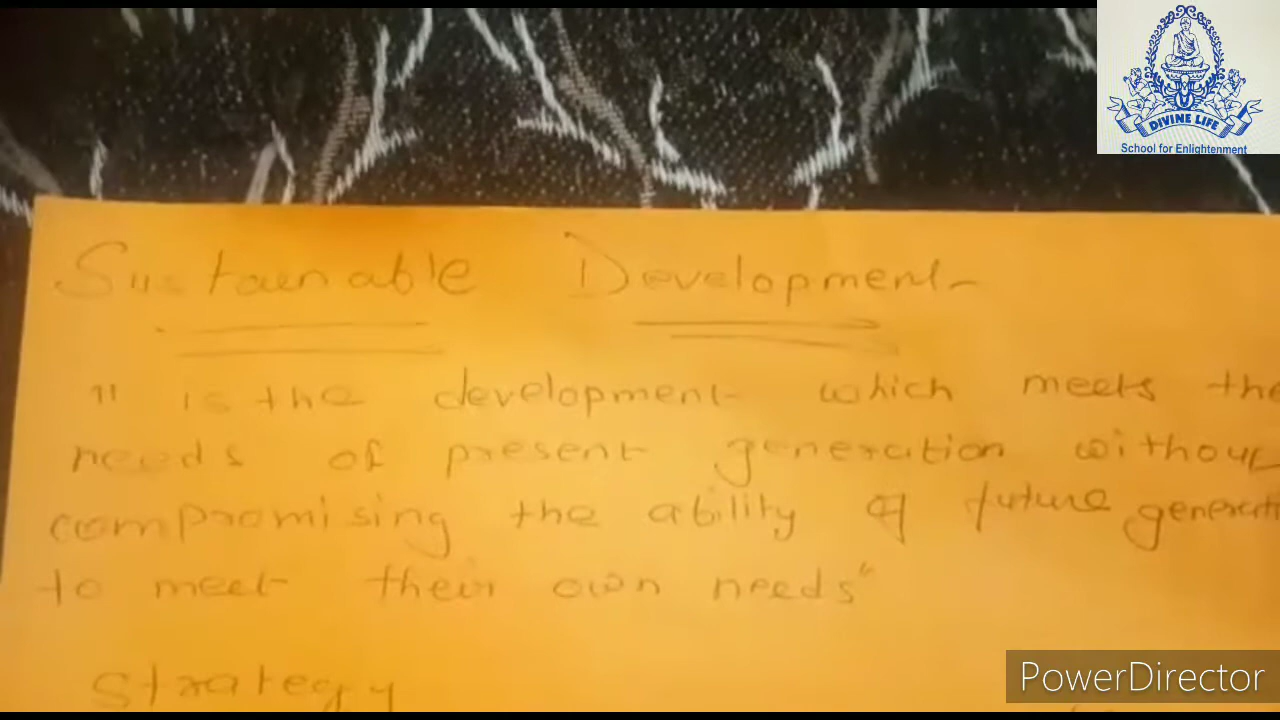 DIVINE LIFE
School for Enlightenment
Sustainable Development
" is the development which meets the
needs of present generation without
compromising the ability of future generati
to meet their own needs"
Strategy
PowerDirector